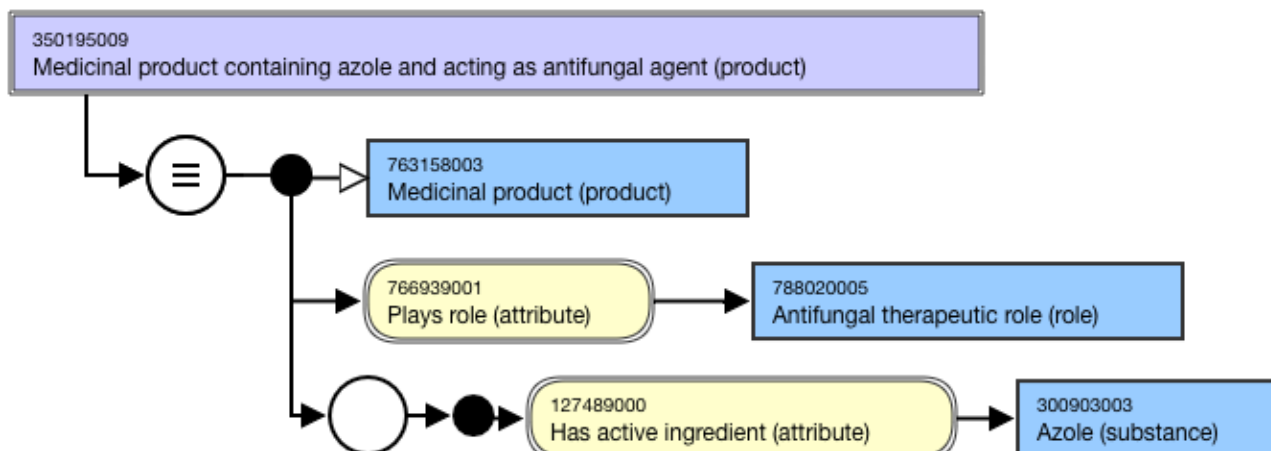 350195009
Medicinal product containing azole and acting as antifungal agent (product)
763158003
Medicinal product (product)
766939001
Plays role (attribute)
788020005
Antifungal therapeutic role (role)
127489000
Has active ingredient (attribute)
300903003
Azole (substance)